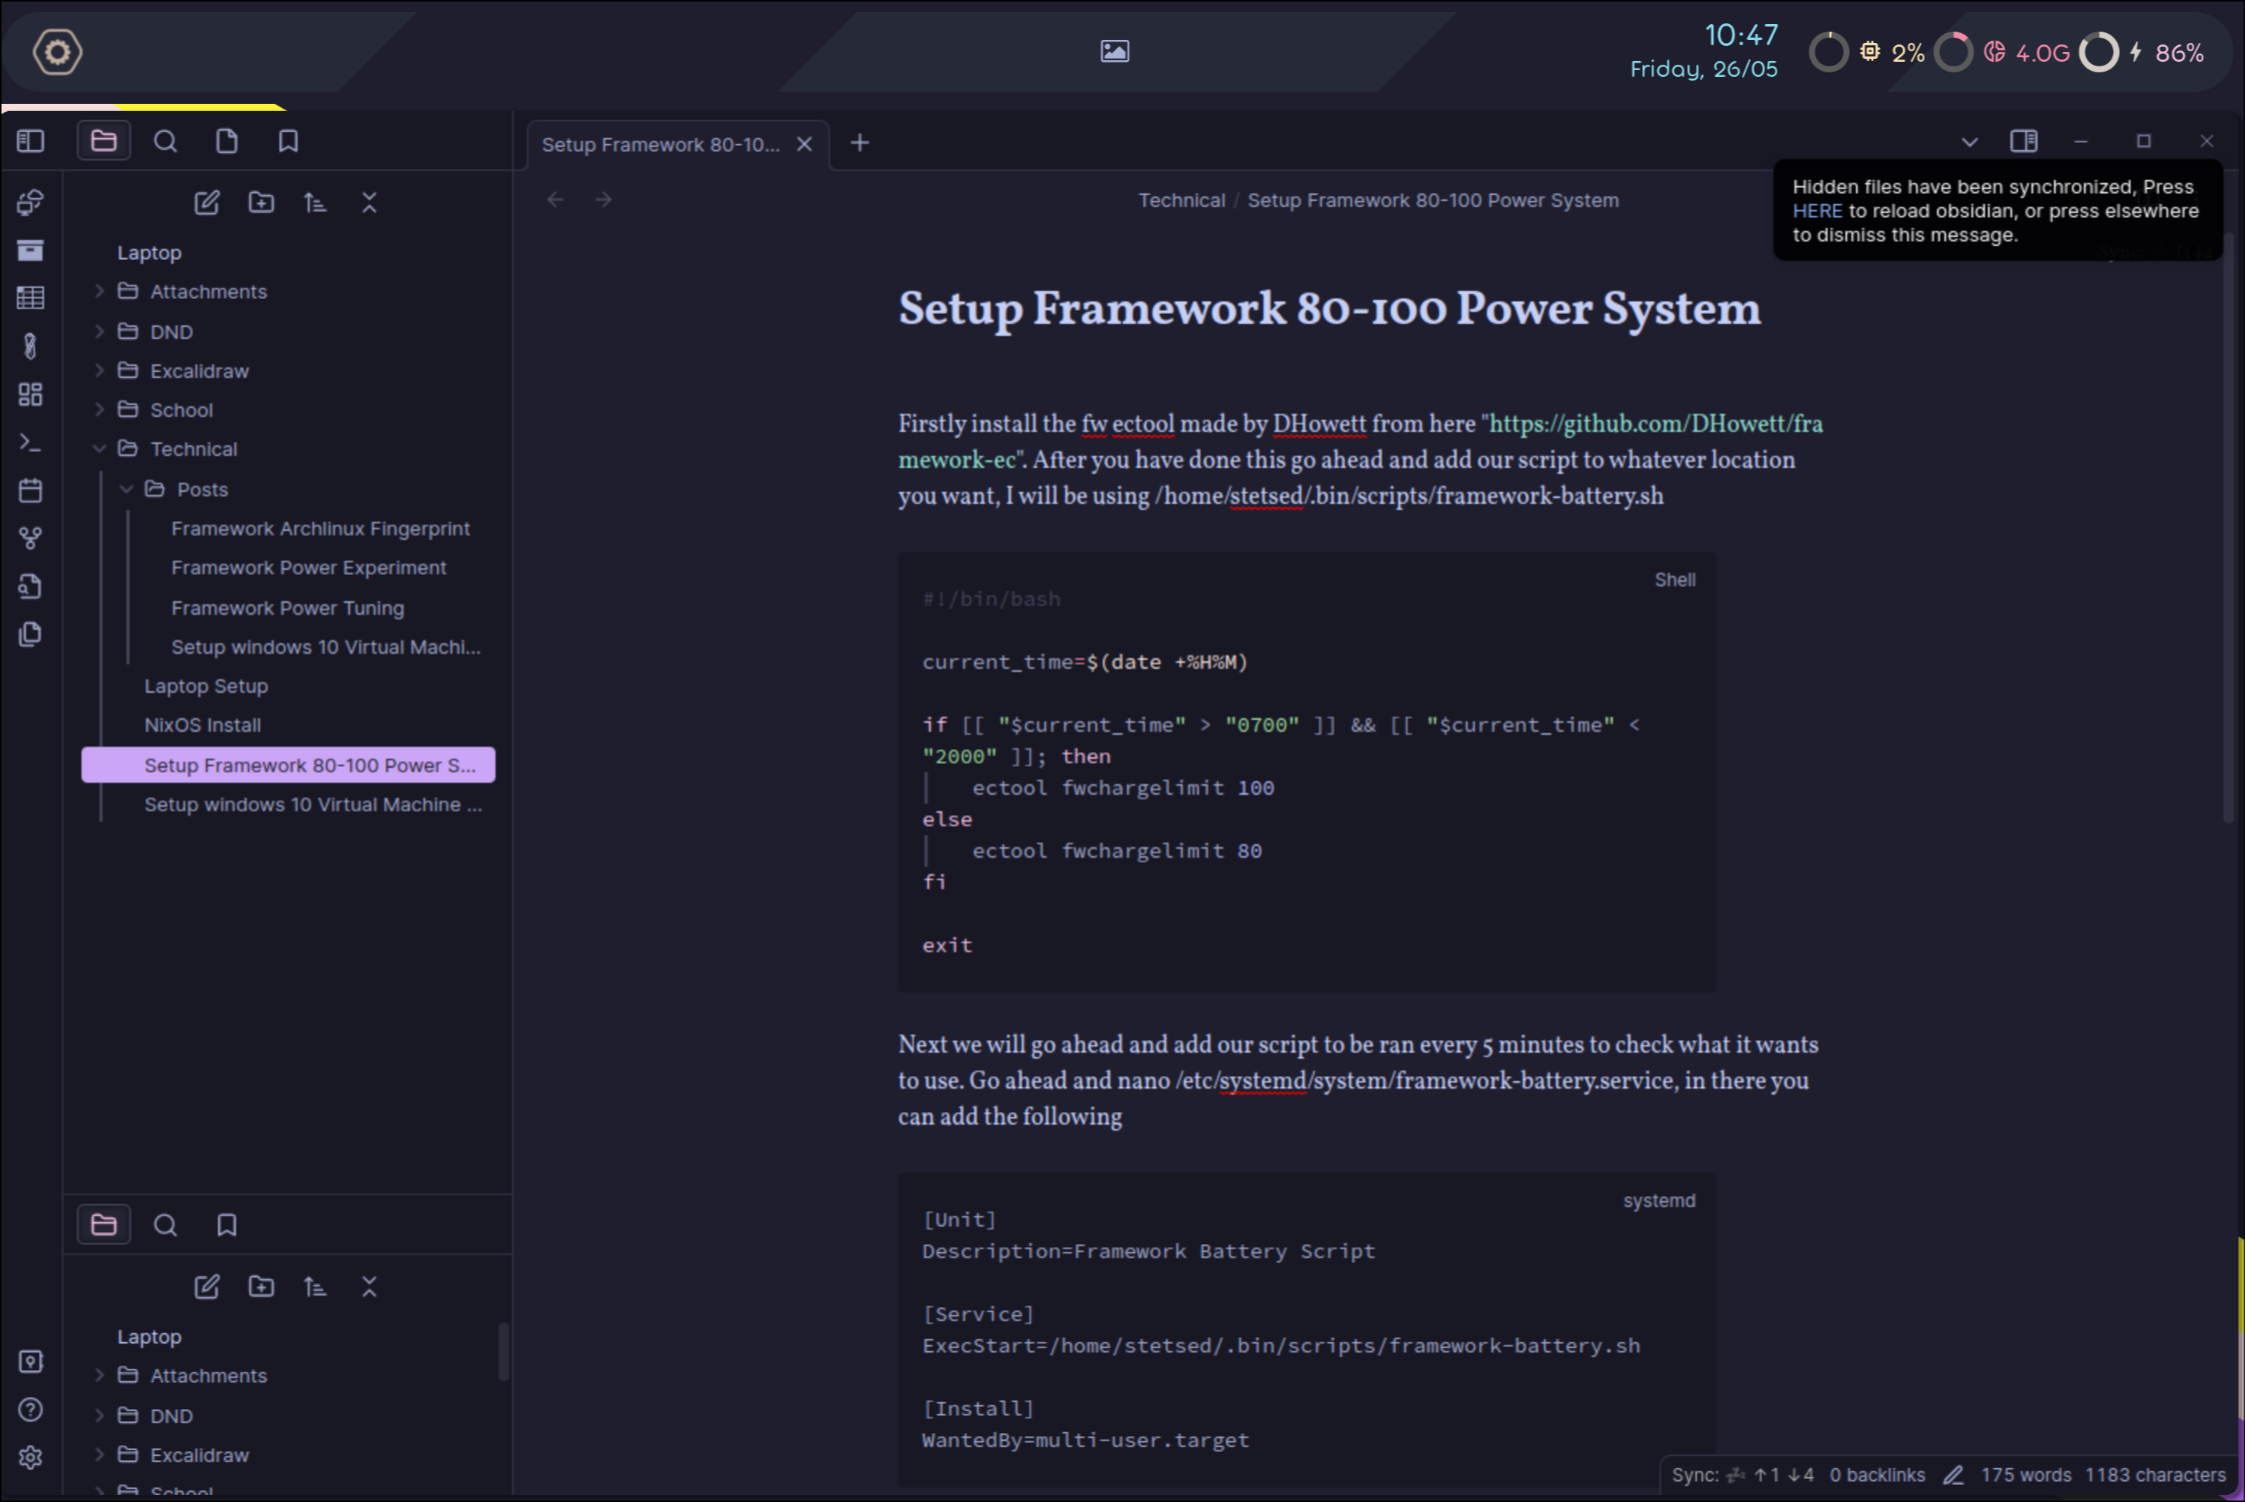 10:47
Friday, 26/05
2%
4.0G
86%
Setup Framework 80-10...
Technical / Setup Framework 80-100 Power System
Hidden files have been synchronized, Press
HERE to reload obsidian, or press elsewhere
to dismiss this message.
Laptop
Attachments
DND
Excalidraw
School
Technical
Posts
Framework Archlinux Fingerprint
Framework Power Experiment
Framework Power Tuning
Setup windows 10 Virtual Machi...
Laptop Setup
NixOS Install
Setup Framework 80-100 Power S...
Setup windows 10 Virtual Machine ...
Laptop
Attachments
DND
Excalidraw
School
Setup Framework 80-100 Power System
Firstly install the fw ectool made by DHowett from here "https://github.com/DHowett/fra
mework-ec". After you have done this go ahead and add our script to whatever location
you want, I will be using /home/stetsed/.bin/scripts/framework-battery.sh
Shell
#!/bin/bash
current_time=$(date +%H%M)
if [[ "$current_time" > "0700" ]] && [[ "$current_time" <
"2000" ]]; then
ectool fwchargelimit 100
else
ectool fwchargelimit 80
fi
exit
Next we will go ahead and add our script to be ran every 5 minutes to check what it wants
to use. Go ahead and nano /etc/systemd/system/framework-battery.service, in there you
can add the following
systemd
[Unit]
Description=Framework Battery Script
[Service]
ExecStart=/home/stetsed/.bin/scripts/framework-battery.sh
[Install]
WantedBy=multi-user.target
Sync: 💤 ↑1 ↓4 0 backlinks 175 words 1183 characters